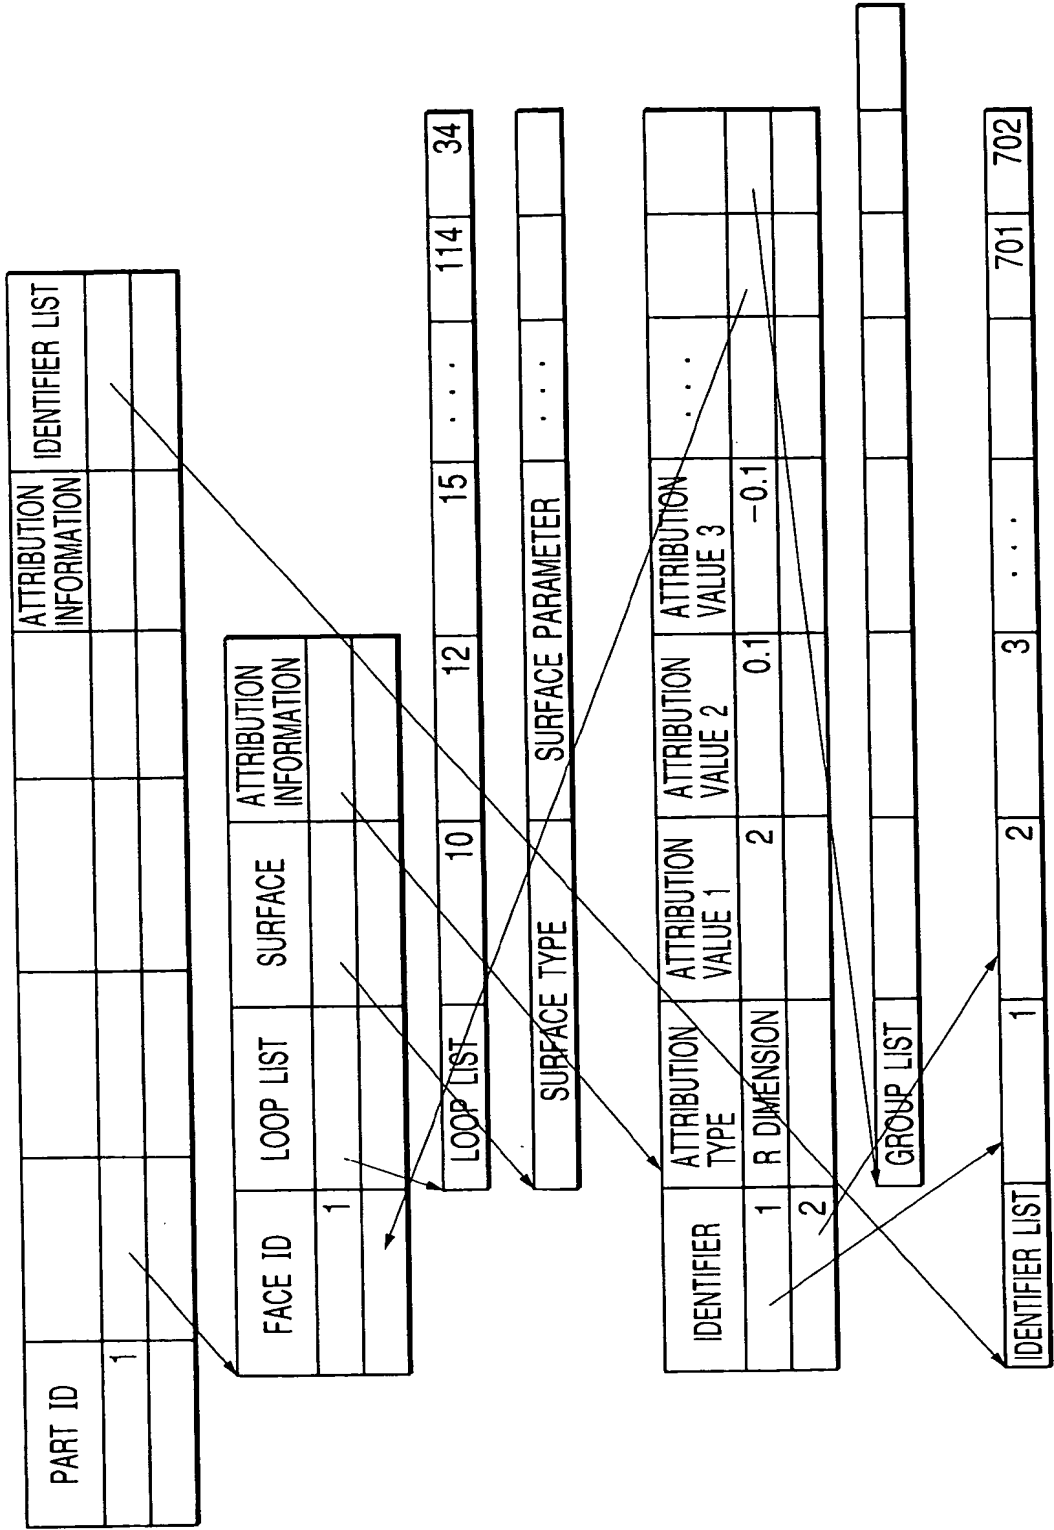 PART ID
ATTRIBUTION
INFORMATION
IDENTIFIER LIST
1
FACE ID
LOOP LIST
SURFACE
ATTRIBUTION
INFORMATION
1
LOOP LIST 10 12 15 ... 114 34
SURFACE TYPE SURFACE PARAMETER ...
IDENTIFIER
ATTRIBUTION
TYPE
ATTRIBUTION
VALUE 1
ATTRIBUTION
VALUE 2
ATTRIBUTION
VALUE 3
...
1 R DIMENSION 2 0.1 −0.1
2
GROUP LIST
IDENTIFIER LIST 1 2 3 ... 701 702